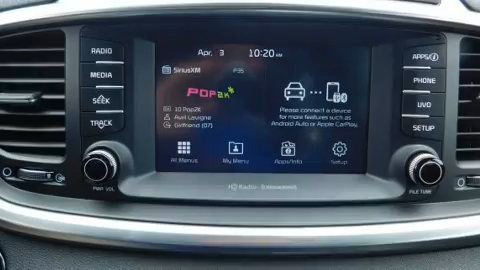 Apr. 3 10:20 AM
RADIO
MEDIA
SEEK
TRACK
PWR VOL
SiriusXM P35
POP2K
10 Pop2K
Avril Lavigne
Girlfriend (07)
Please connect a device
for more features such as
Android Auto or Apple CarPlay.
All Menus My Menu Apps/Info Setup
HD Radio
APPS/
PHONE
UVO
SETUP
FILE TUNE